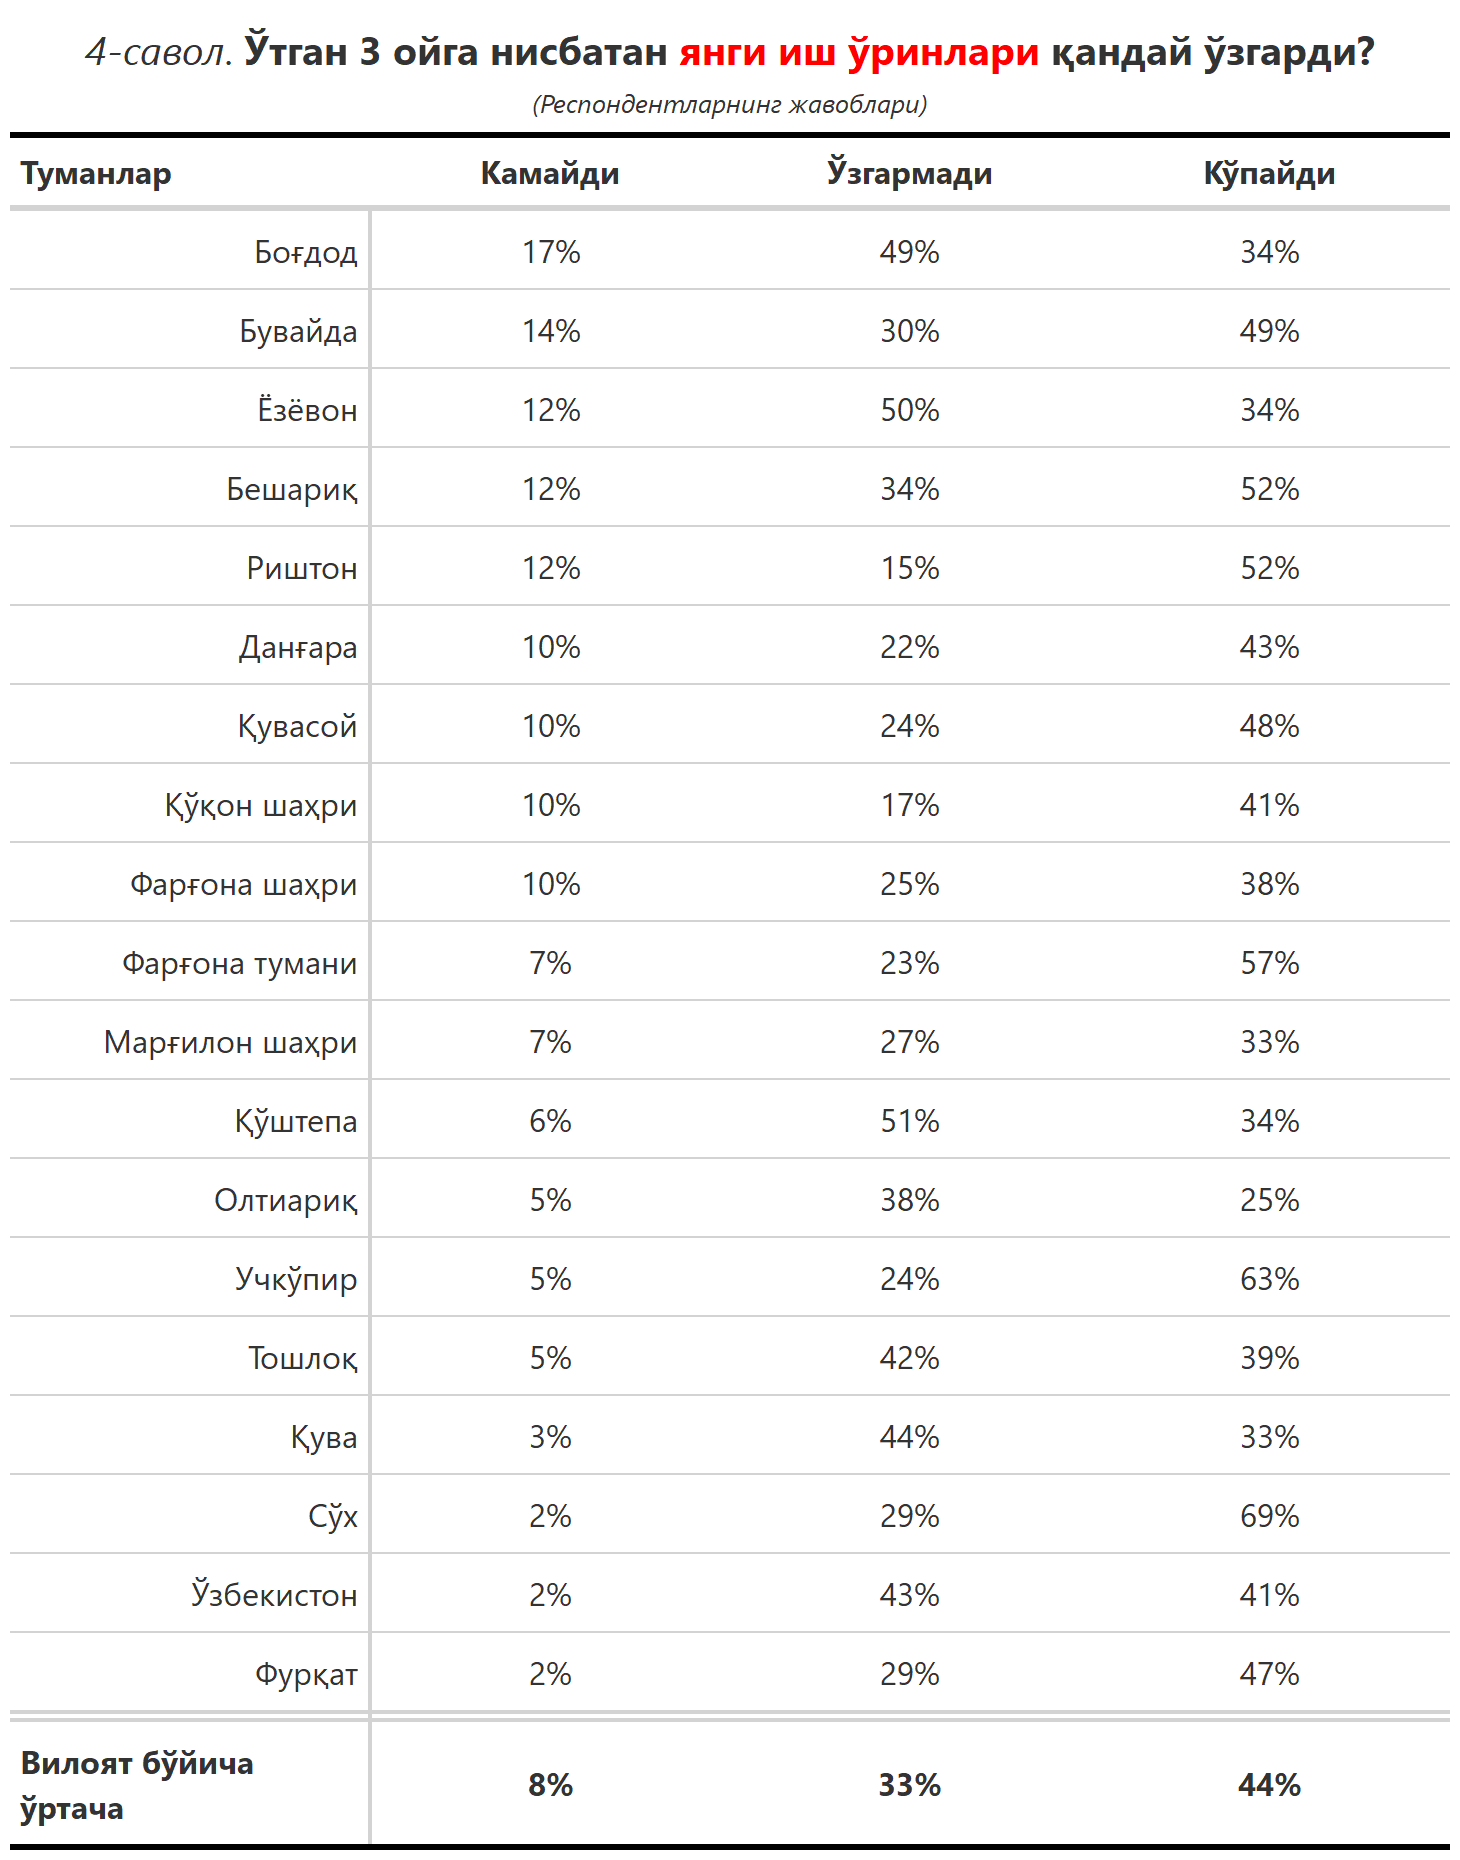 4-савол. Ўтган 3 ойга нисбатан янги иш ўринлари қандай ўзгарди?
(Респондентларнинг жавоблари)
Туманлар Камайди Ўзгармади Кўпайди
Боғдод 17% 49% 34%
Бувайда 14% 30% 49%
Ёзёвон 12% 50% 34%
Бешариқ 12% 34% 52%
Риштон 12% 15% 52%
Данғара 10% 22% 43%
Қувасой 10% 24% 48%
Қўқон шаҳри 10% 17% 41%
Фарғона шаҳри 10% 25% 38%
Фарғона тумани 7% 23% 57%
Марғилон шаҳри 7% 27% 33%
Қўштепа 6% 51% 34%
Олтиариқ 5% 38% 25%
Учкўпир 5% 24% 63%
Тошлоқ 5% 42% 39%
Қува 3% 44% 33%
Сўх 2% 29% 69%
Ўзбекистон 2% 43% 41%
Фурқат 2% 29% 47%
Вилоят бўйича
ўртача 8% 33% 44%